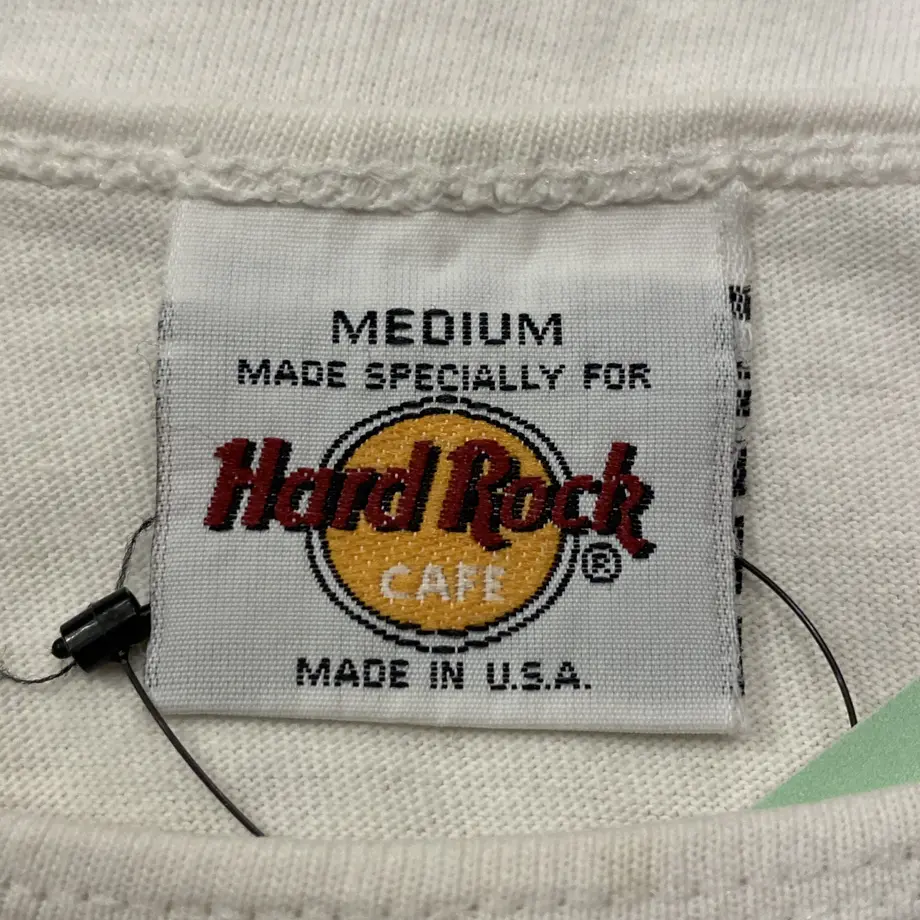 MEDIUM
MADE SPECIALLY FOR
Hard Rock
CAFE
®
MADE IN U.S.A.